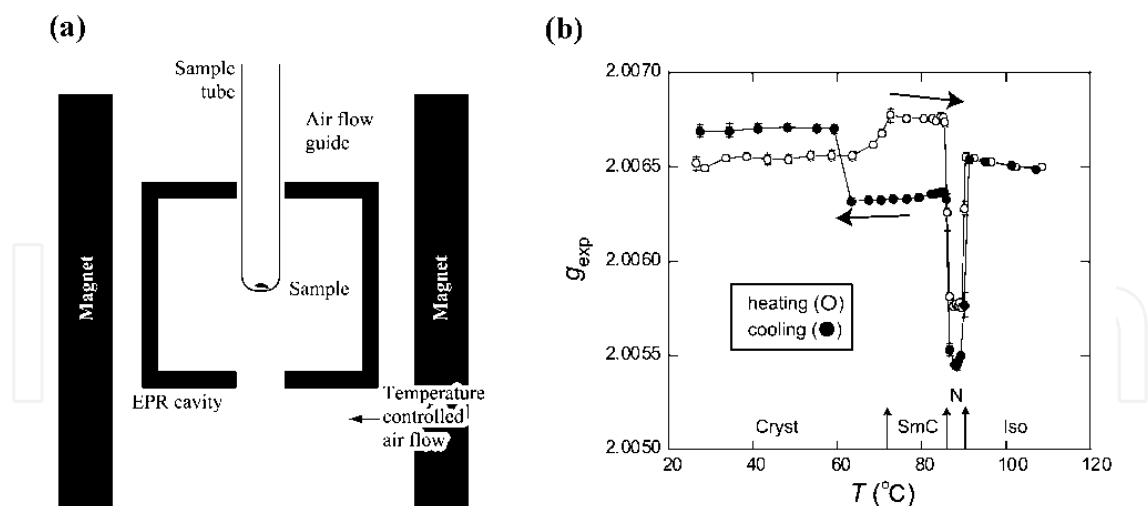 (a)
Sample
tube
Air flow
guide
Magnet
Magnet
Sample
EPR cavity
Temperature
controlled
air flow
(b)
2.0070
2.0065
2.0060
2.0055
2.0050
g exp
heating (○)
cooling (●)
N
Cryst
SmC
Iso
20
40
60
80
100
120
T (°C)